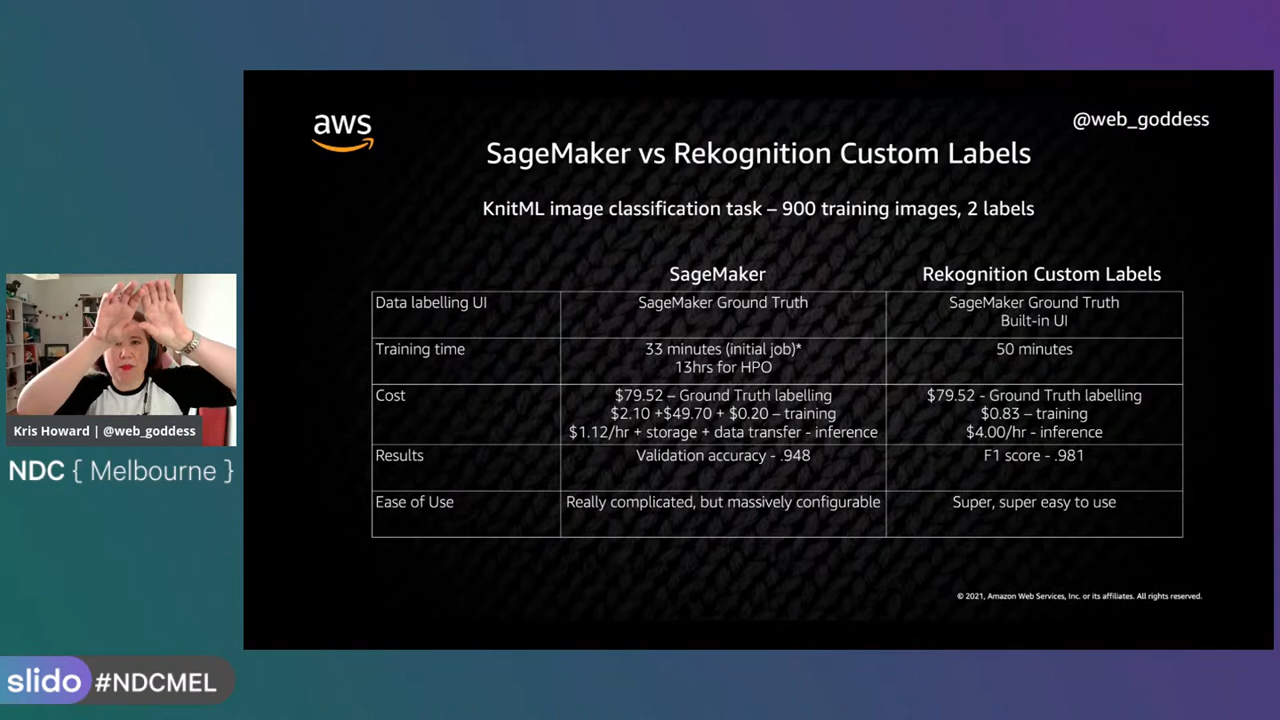 aws
@web_goddess
SageMaker vs Rekognition Custom Labels
KnitML image classification task – 900 training images, 2 labels
SageMaker
Rekognition Custom Labels
Data labelling UI
SageMaker Ground Truth
SageMaker Ground Truth
Built-in UI
Training time
33 minutes (initial job)*
13hrs for HPO
50 minutes
Cost
$79.52 – Ground Truth labelling
$2.10 +$49.70 + $0.20 – training
$1.12/hr + storage + data transfer - inference
$79.52 - Ground Truth labelling
$0.83 – training
$4.00/hr - inference
Results
Validation accuracy - .948
F1 score - .981
Ease of Use
Really complicated, but massively configurable
Super, super easy to use
© 2021, Amazon Web Services, Inc. or its affiliates. All rights reserved.
Kris Howard | @web_goddess
NDC { Melbourne }
slido #NDCMEL